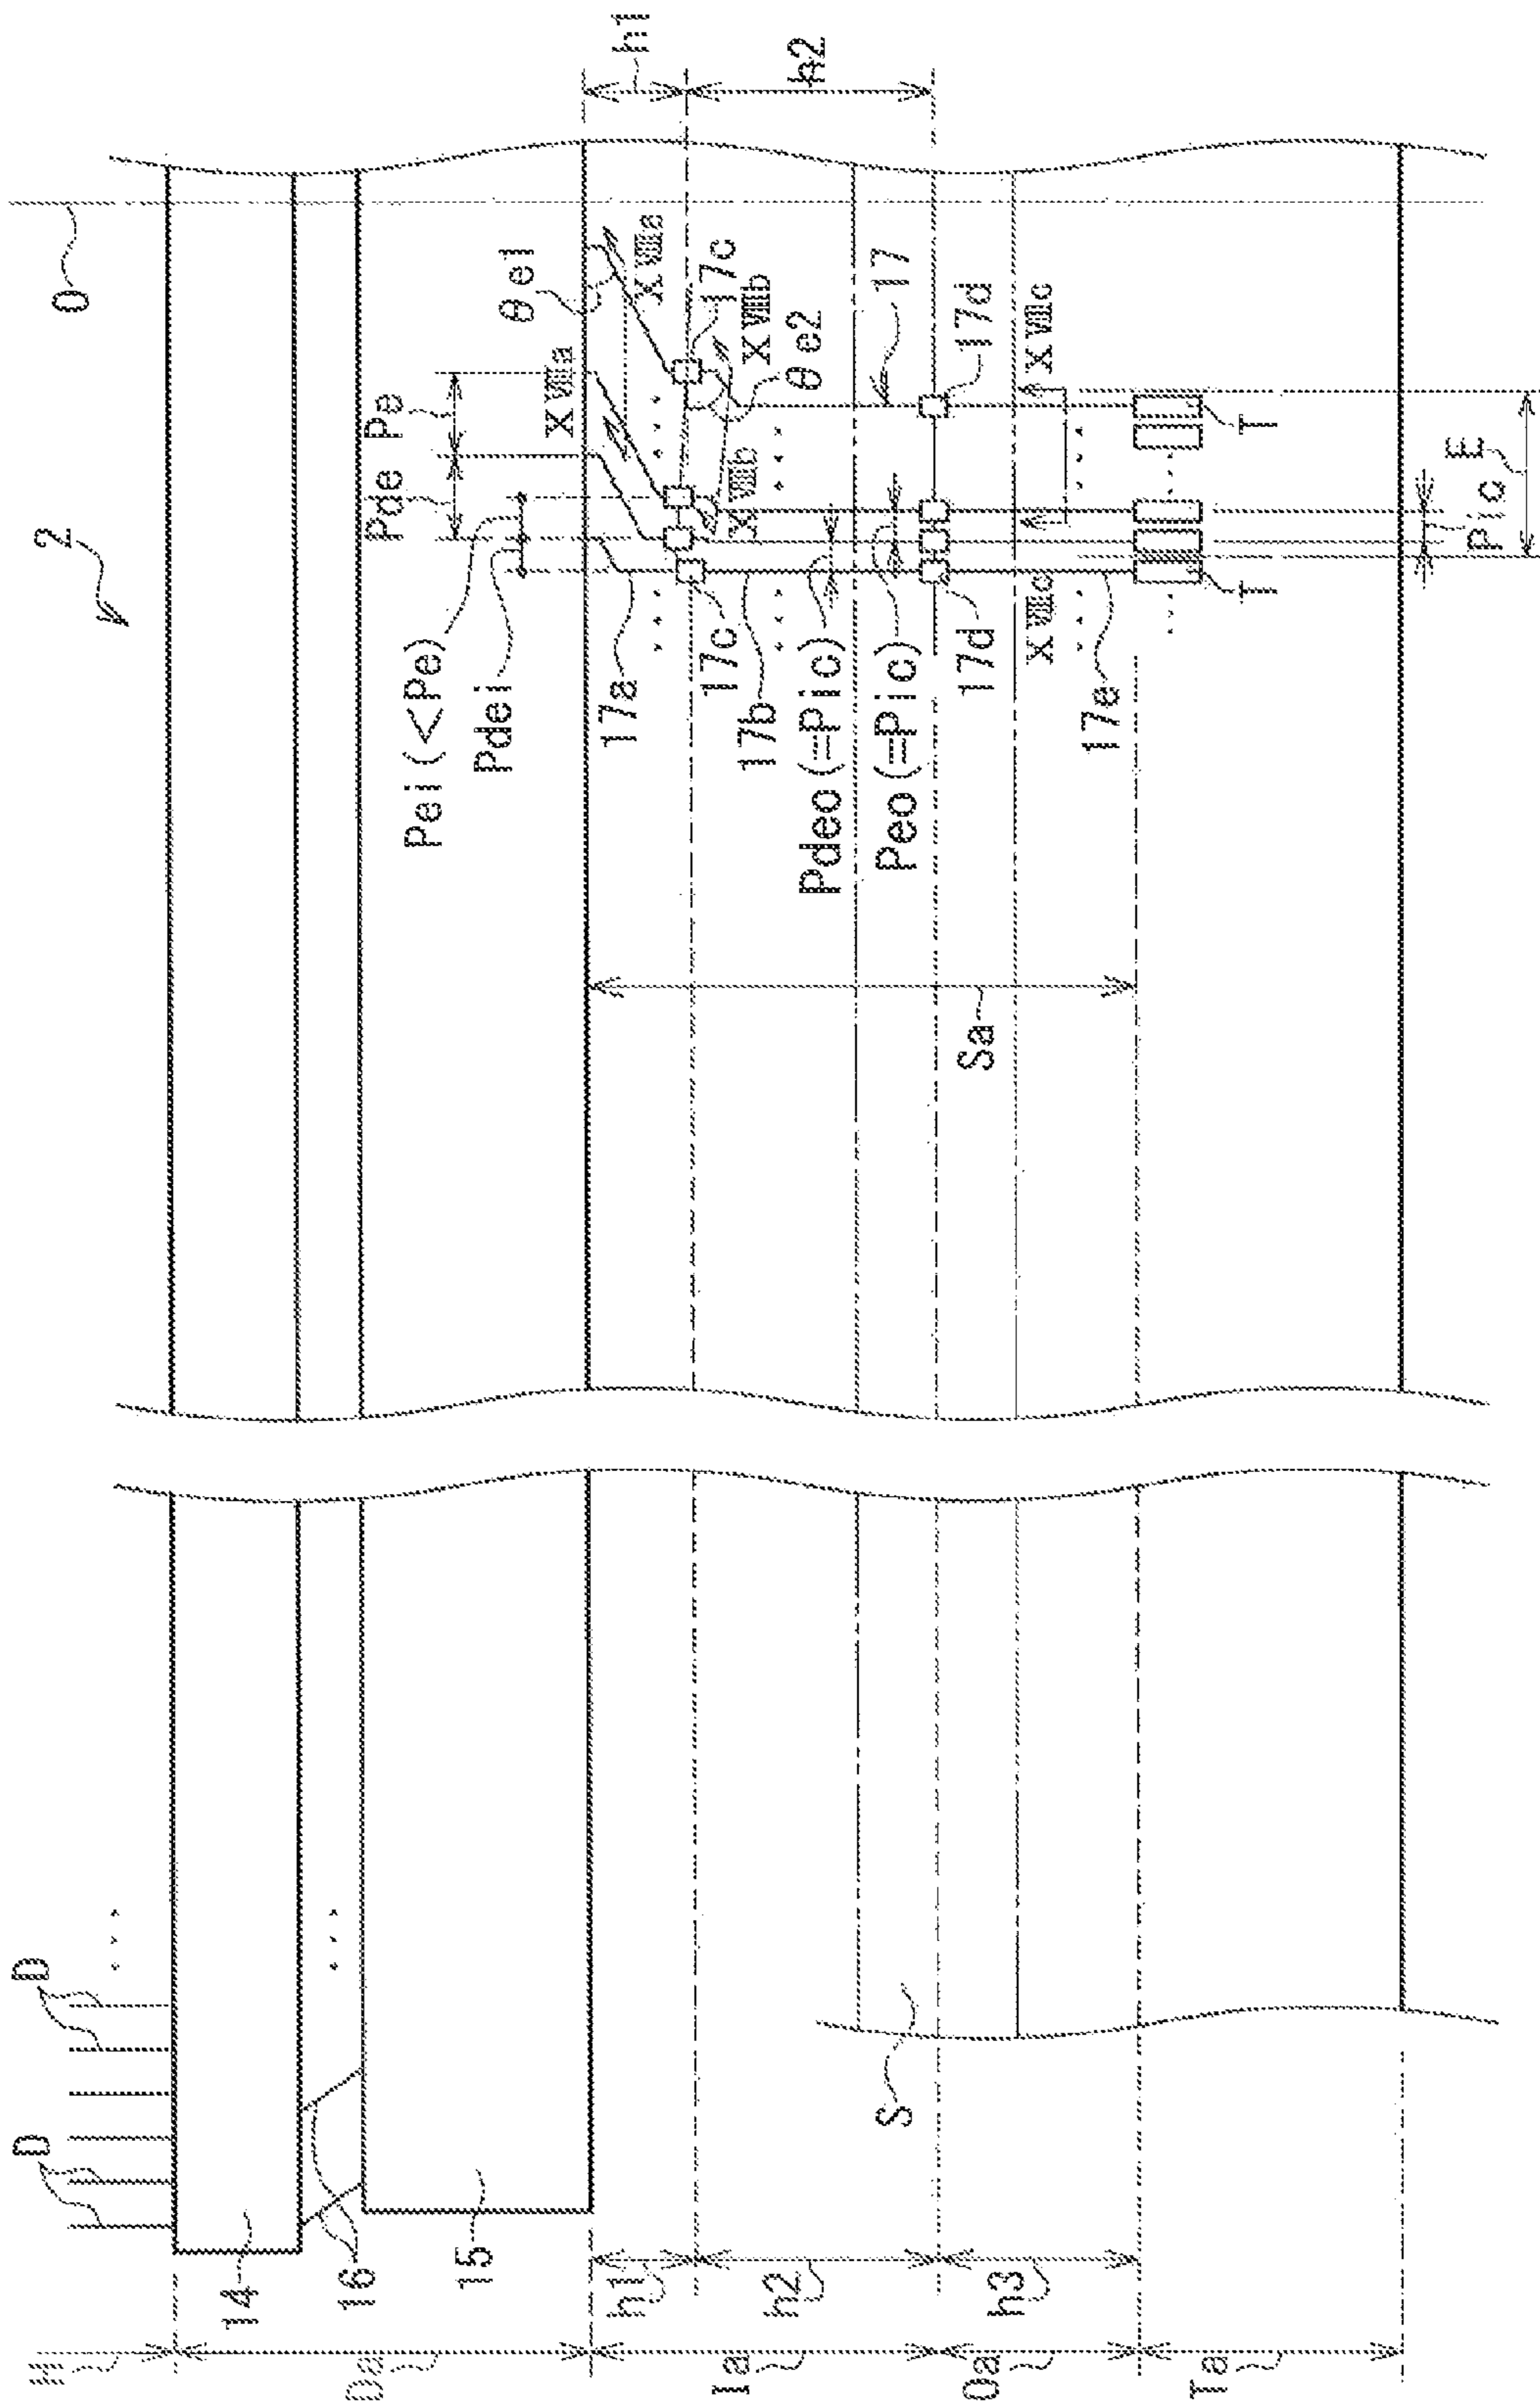 2
O
h1
h2
Pe
Pde
θe1
XⅧa
XⅧa
17c
XⅧb
θe2
XⅧb
17
17d
XⅧc
T
E
Pic
Pei(<Pe)
Pdei
17a
17c
17b
Pdeo(=Pic)
Peo(=Pic)
17d
XⅧc
17e
T
Sa
D
D
S
14
16
15
h1
h2
h3
H
Da
Ia
Oa
Ta